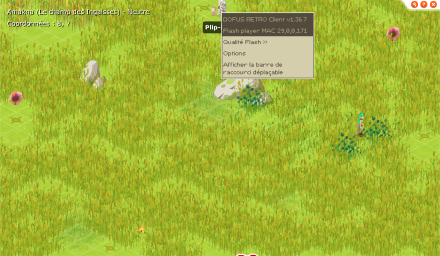 Amakna (Le champ des Ingalsses) - Neutre
Coordonnées : 8, 7
Plip-
DOFUS RETRO Client v1.36.7
Flash player MAC 29,0,0,171
Qualité Flash >>
Options
Afficher la barre de
raccourci déplaçable